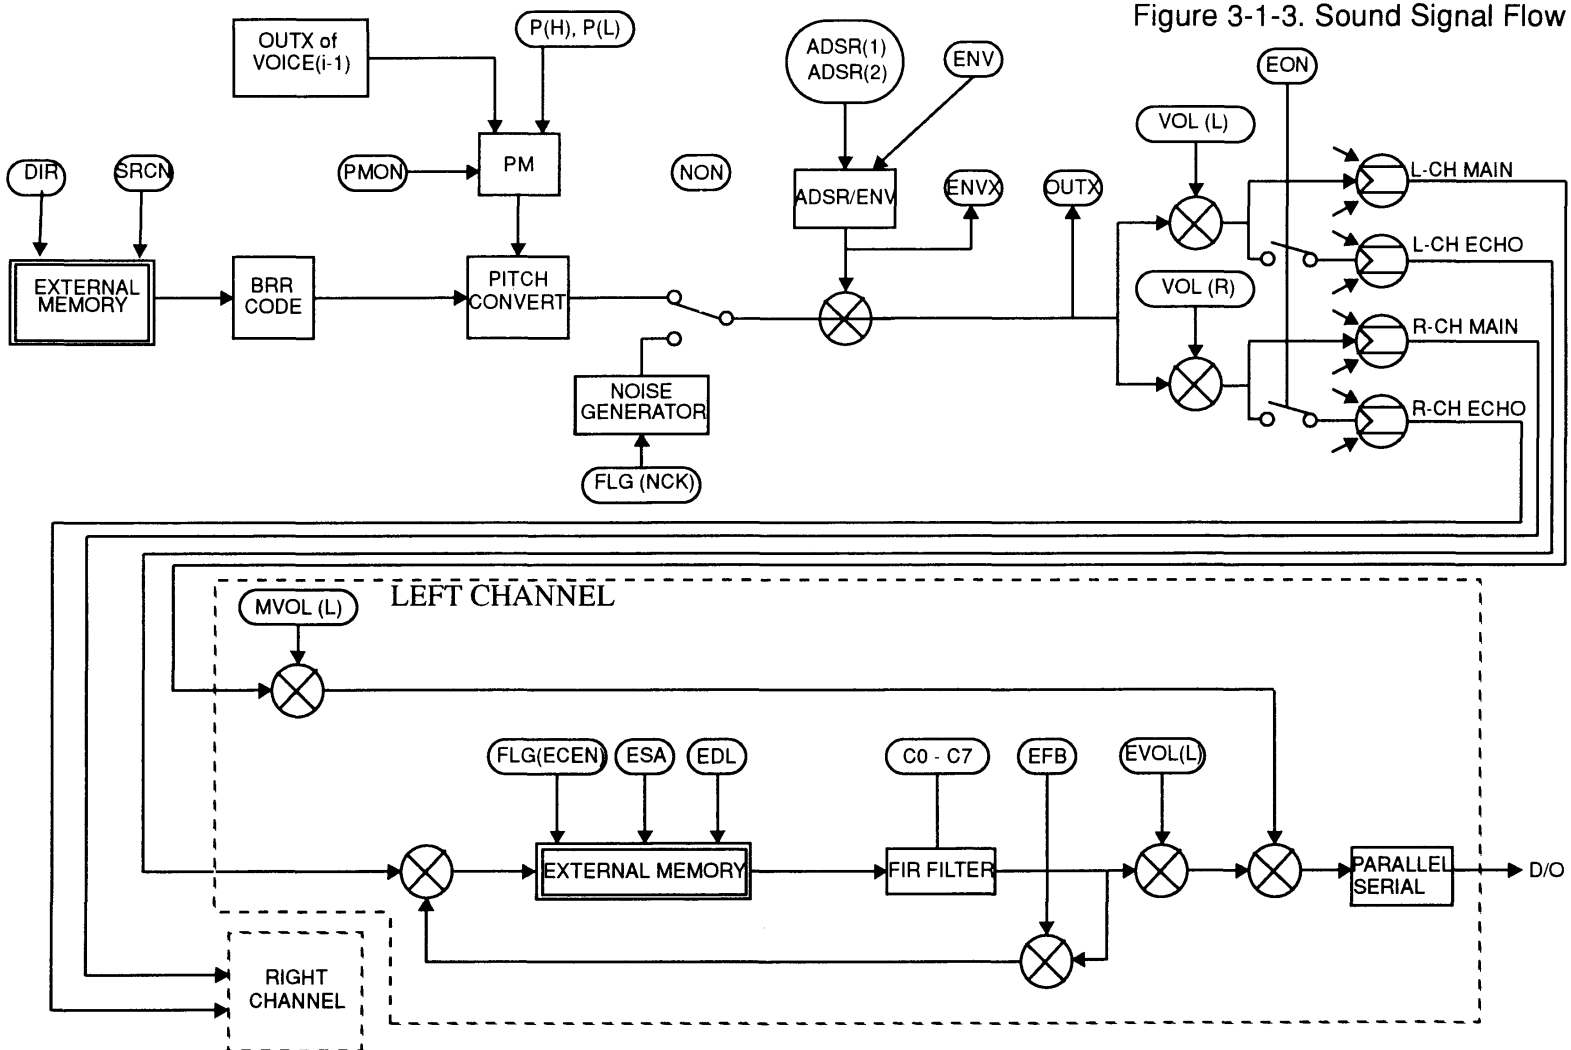 Figure 3-1-3. Sound Signal Flow
OUTX of
VOICE(i-1)
P(H), P(L)
ADSR(1)
ADSR(2)
ENV
EON
VOL (L)
DIR
SRCN
PMON
PM
NON
ADSR/ENV
ENVX
OUTX
L-CH MAIN
L-CH ECHO
EXTERNAL
MEMORY
BRR
CODE
PITCH
CONVERT
VOL (R)
R-CH MAIN
NOISE
GENERATOR
R-CH ECHO
FLG (NCK)
LEFT CHANNEL
MVOL (L)
FLG(ECEN)
ESA
EDL
C0 - C7
EFB
EVOL(L)
EXTERNAL MEMORY
FIR FILTER
PARALLEL
SERIAL
D/O
RIGHT
CHANNEL